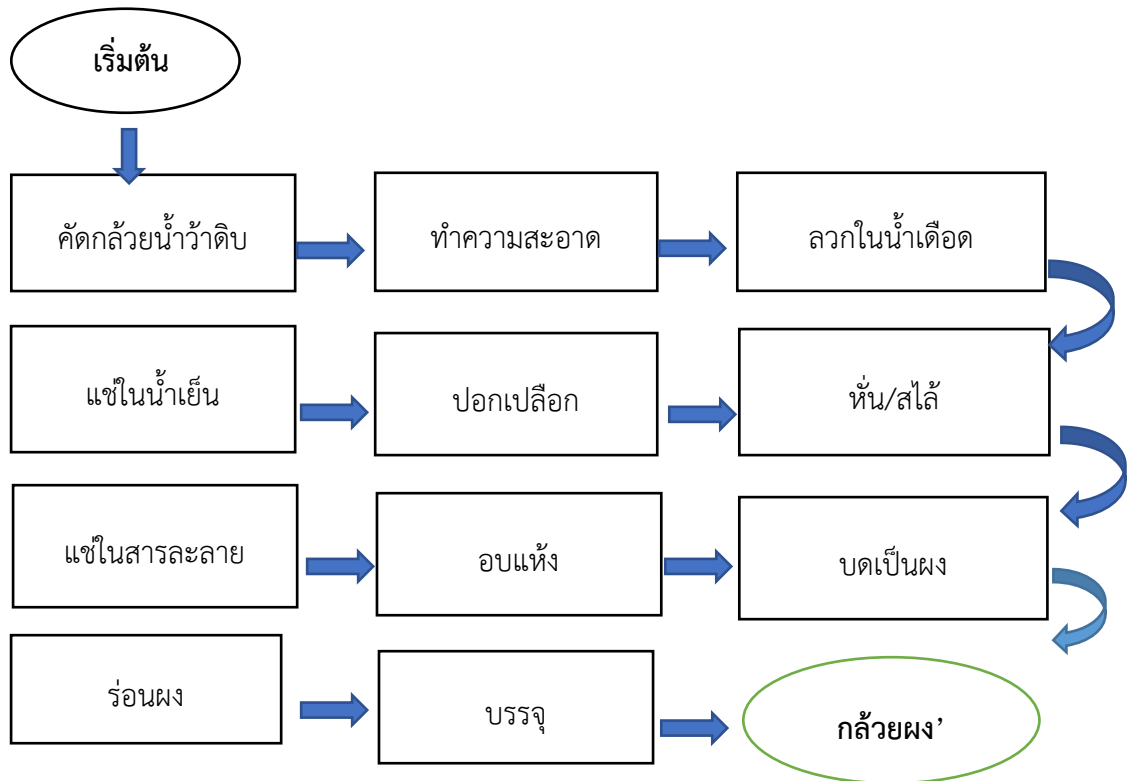 เริ่มต้น
คัดกล้วยน้ำว้าดิบ
ทำความสะอาด
ลวกในน้ำเดือด
แช่ในน้ำเย็น
ปอกเปลือก
หั่น/สไล้
แช่ในสารละลาย
อบแห้ง
บดเป็นผง
ร่อนผง
บรรจุ
กล้วยผง’